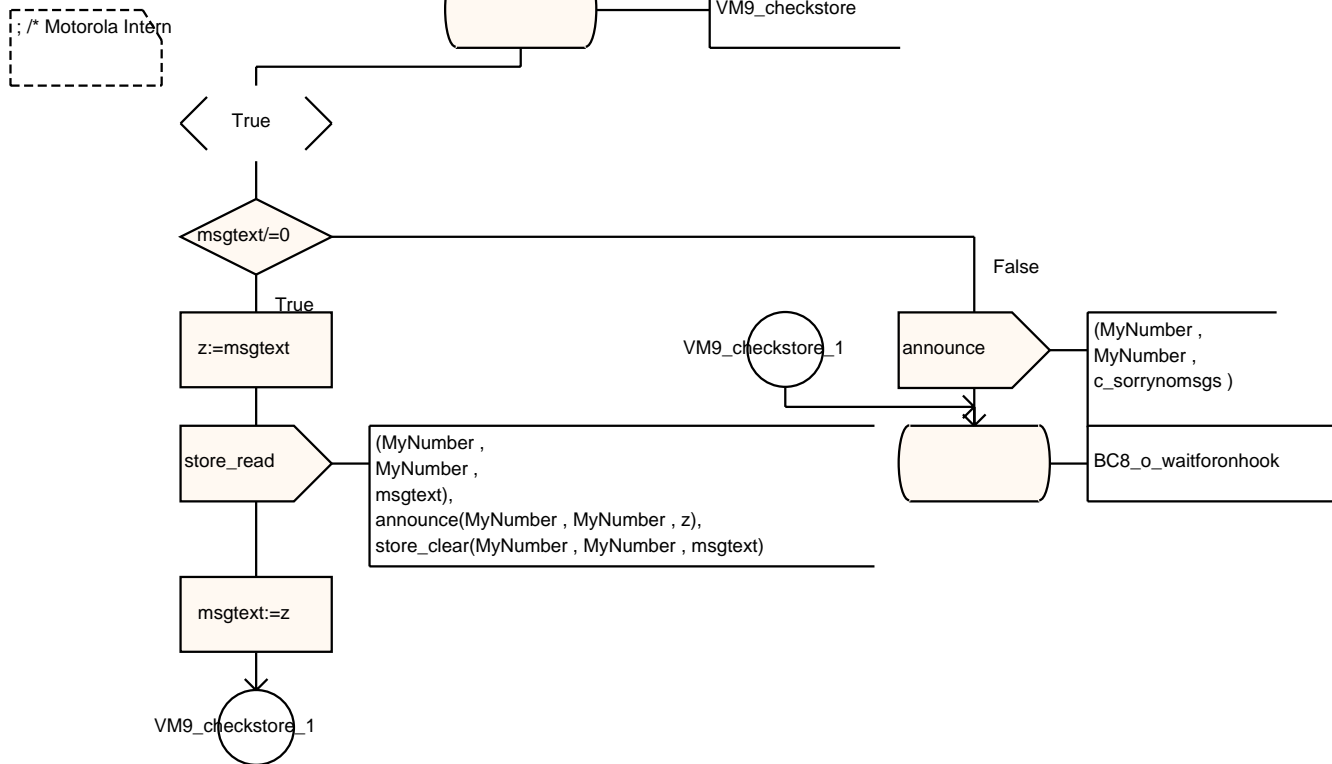 ; /* Motorola Intern
VM9_checkstore
True
msgtext/=0
False
True
z:=msgtext
VM9_checkstore_1
announce
(MyNumber ,
MyNumber ,
c_sorrynomsgs )
store_read
(MyNumber ,
MyNumber ,
msgtext),
announce(MyNumber , MyNumber , z),
store_clear(MyNumber , MyNumber , msgtext)
BC8_o_waitforonhook
msgtext:=z
VM9_checkstore_1